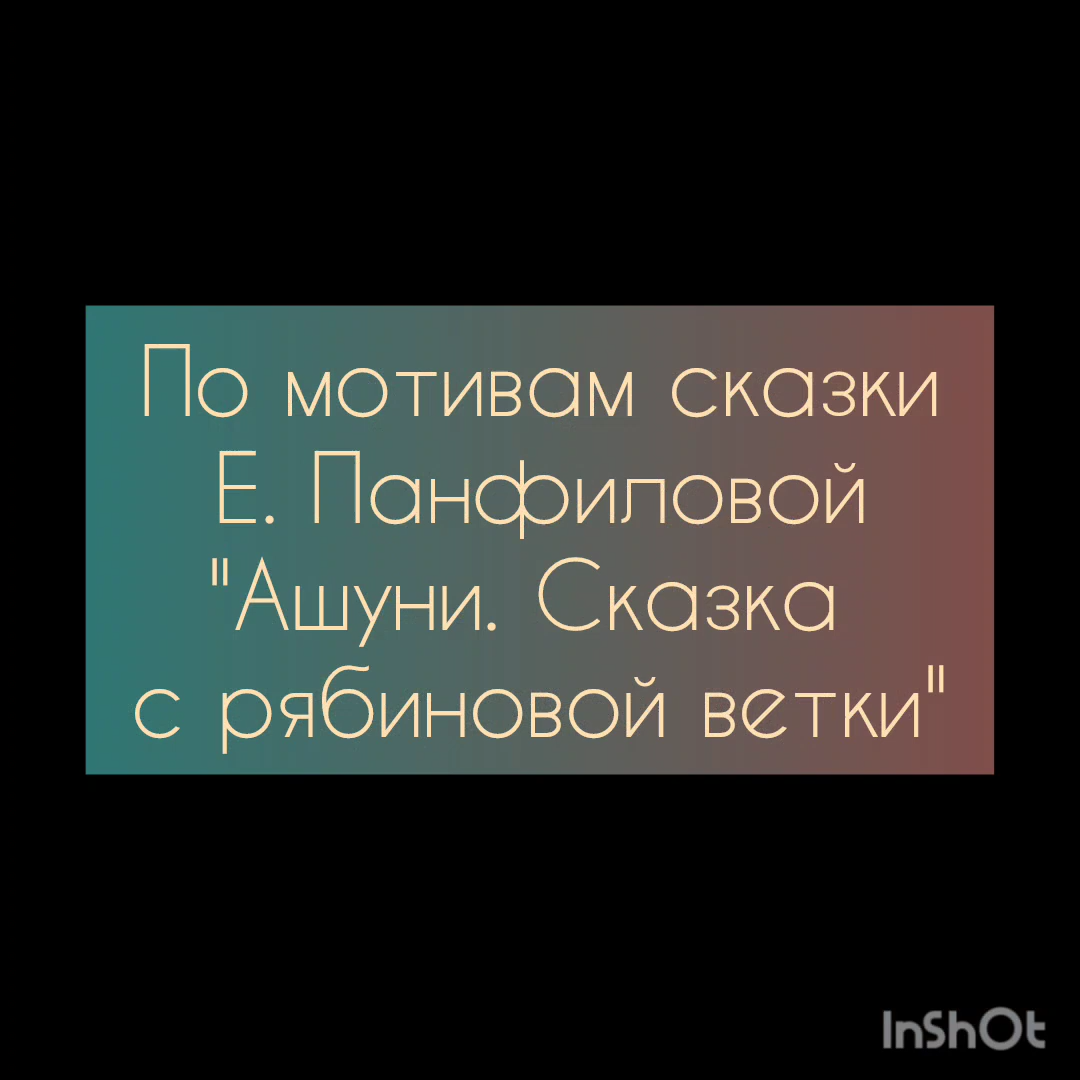 По мотивам сказки
Е. Панфиловой
"Ашуни. Сказка
с рябиновой ветки"
InShOt